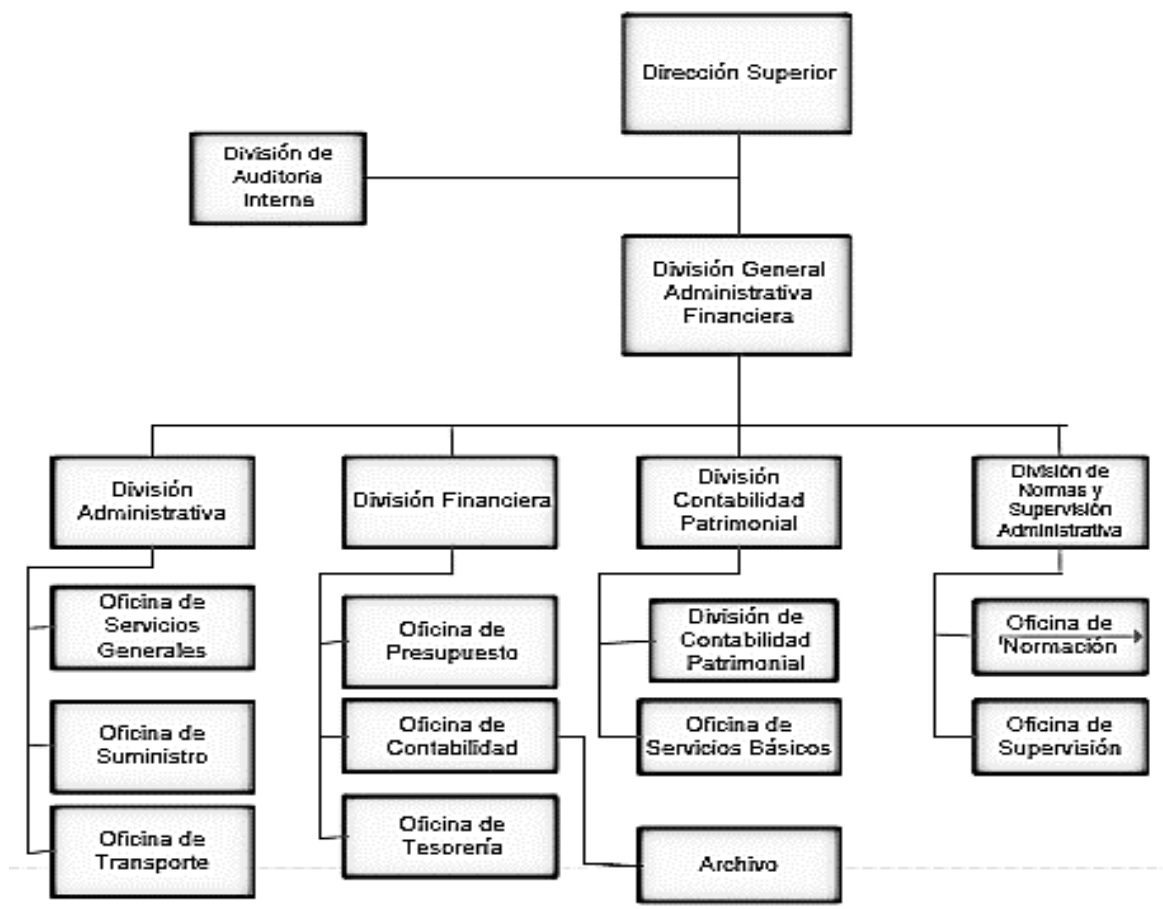 Dirección Superior
División de
Auditoria
Interna
División General
Administrativa
Financiera
División
Administrativa
División Financiera
División
Contabilidad
Patrimonial
División de
Normas y
Supervisión
Administrativa
Oficina de
Servicios
Generales
Oficina de
Presupuesto
División de
Contabilidad
Patrimonial
Oficina de
'Normación
Oficina de
Suministro
Oficina de
Contabilidad
Oficina de
Servicios Básicos
Oficina de
Supervisión
Oficina de
Transporte
Oficina de
Tesorería
Archivo